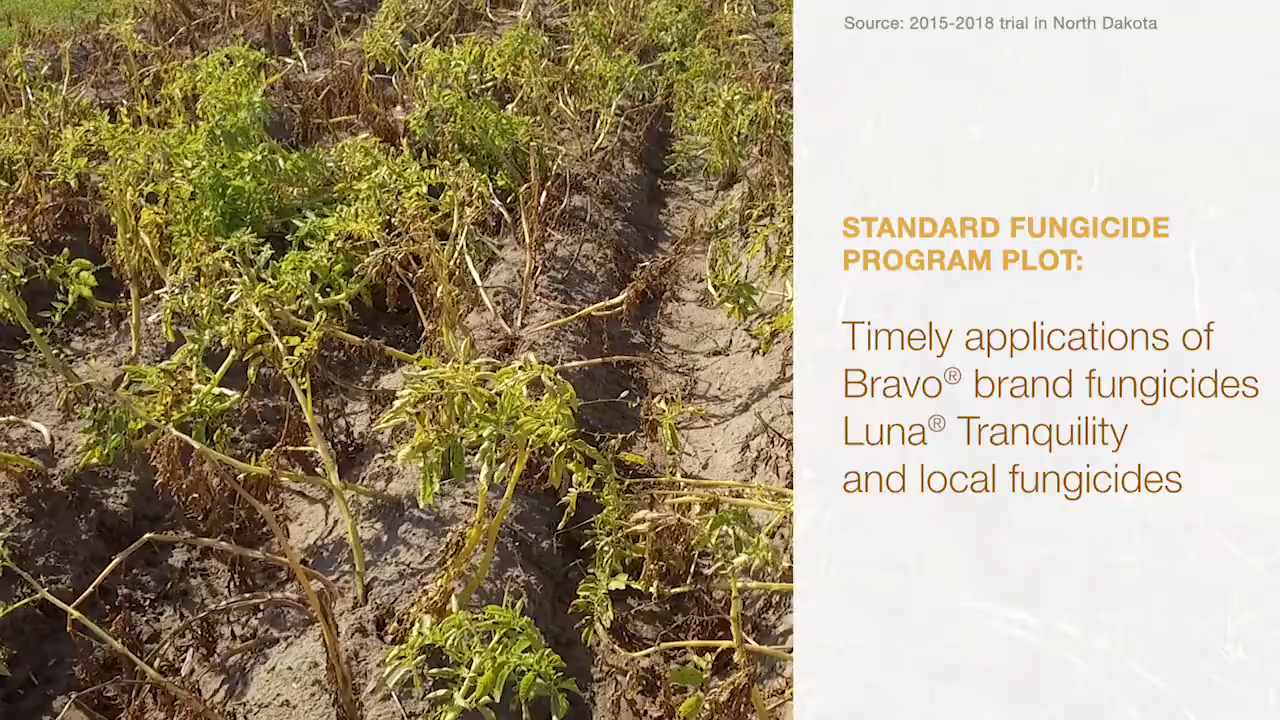 Source: 2015-2018 trial in North Dakota
STANDARD FUNGICIDE
PROGRAM PLOT:
Timely applications of
Bravo® brand fungicides
Luna® Tranquility
and local fungicides